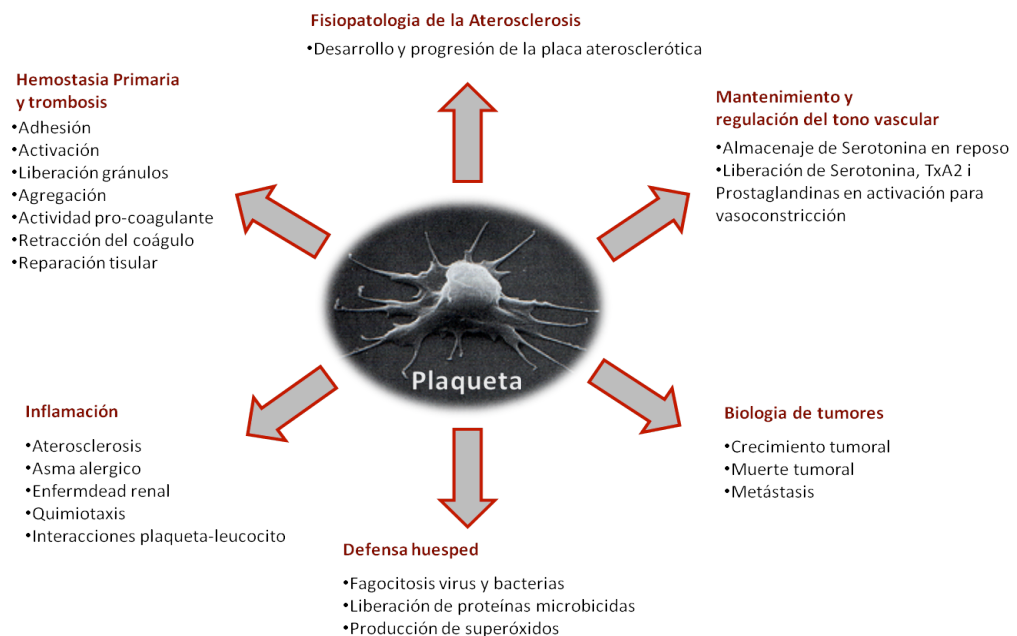 Fisiopatologia de la Aterosclerosis
•Desarrollo y progresión de la placa aterosclerótica
Hemostasia Primaria
y trombosis
•Adhesión
•Activación
•Liberación gránulos
•Agregación
•Actividad pro-coagulante
•Retracción del coágulo
•Reparación tisular
Mantenimiento y
regulación del tono vascular
•Almacenaje de Serotonina en reposo
•Liberación de Serotonina, TxA2 i
Prostaglandinas en activación para
vasoconstricción
Plaqueta
Inflamación
•Aterosclerosis
•Asma alergico
•Enfermdead renal
•Quimiotaxis
•Interacciones plaqueta-leucocito
Biologia de tumores
•Crecimiento tumoral
•Muerte tumoral
•Metástasis
Defensa huesped
•Fagocitosis virus y bacterias
•Liberación de proteínas microbicidas
•Producción de superóxidos